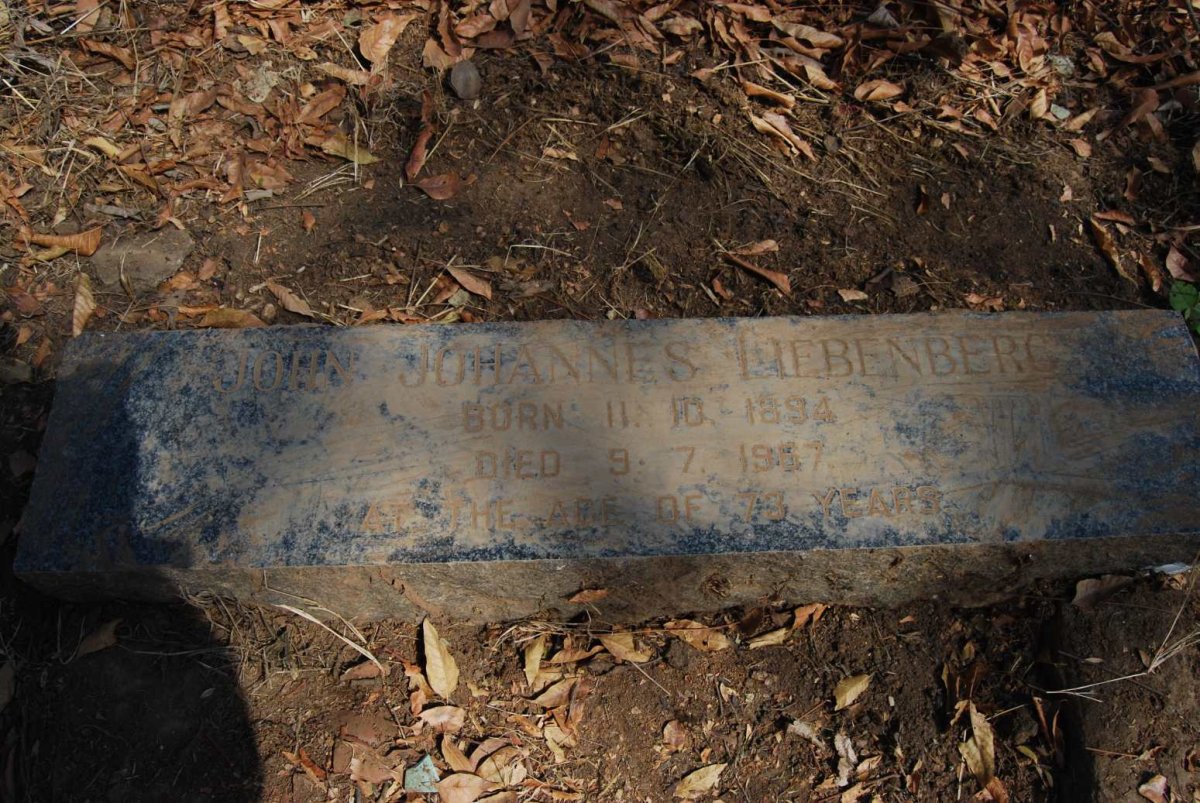 JOHN JOHANNES LIEBENBERG
BORN 11. 10. 1894
DIED 9. 7. 1967.
AT THE AGE OF 73 YEARS